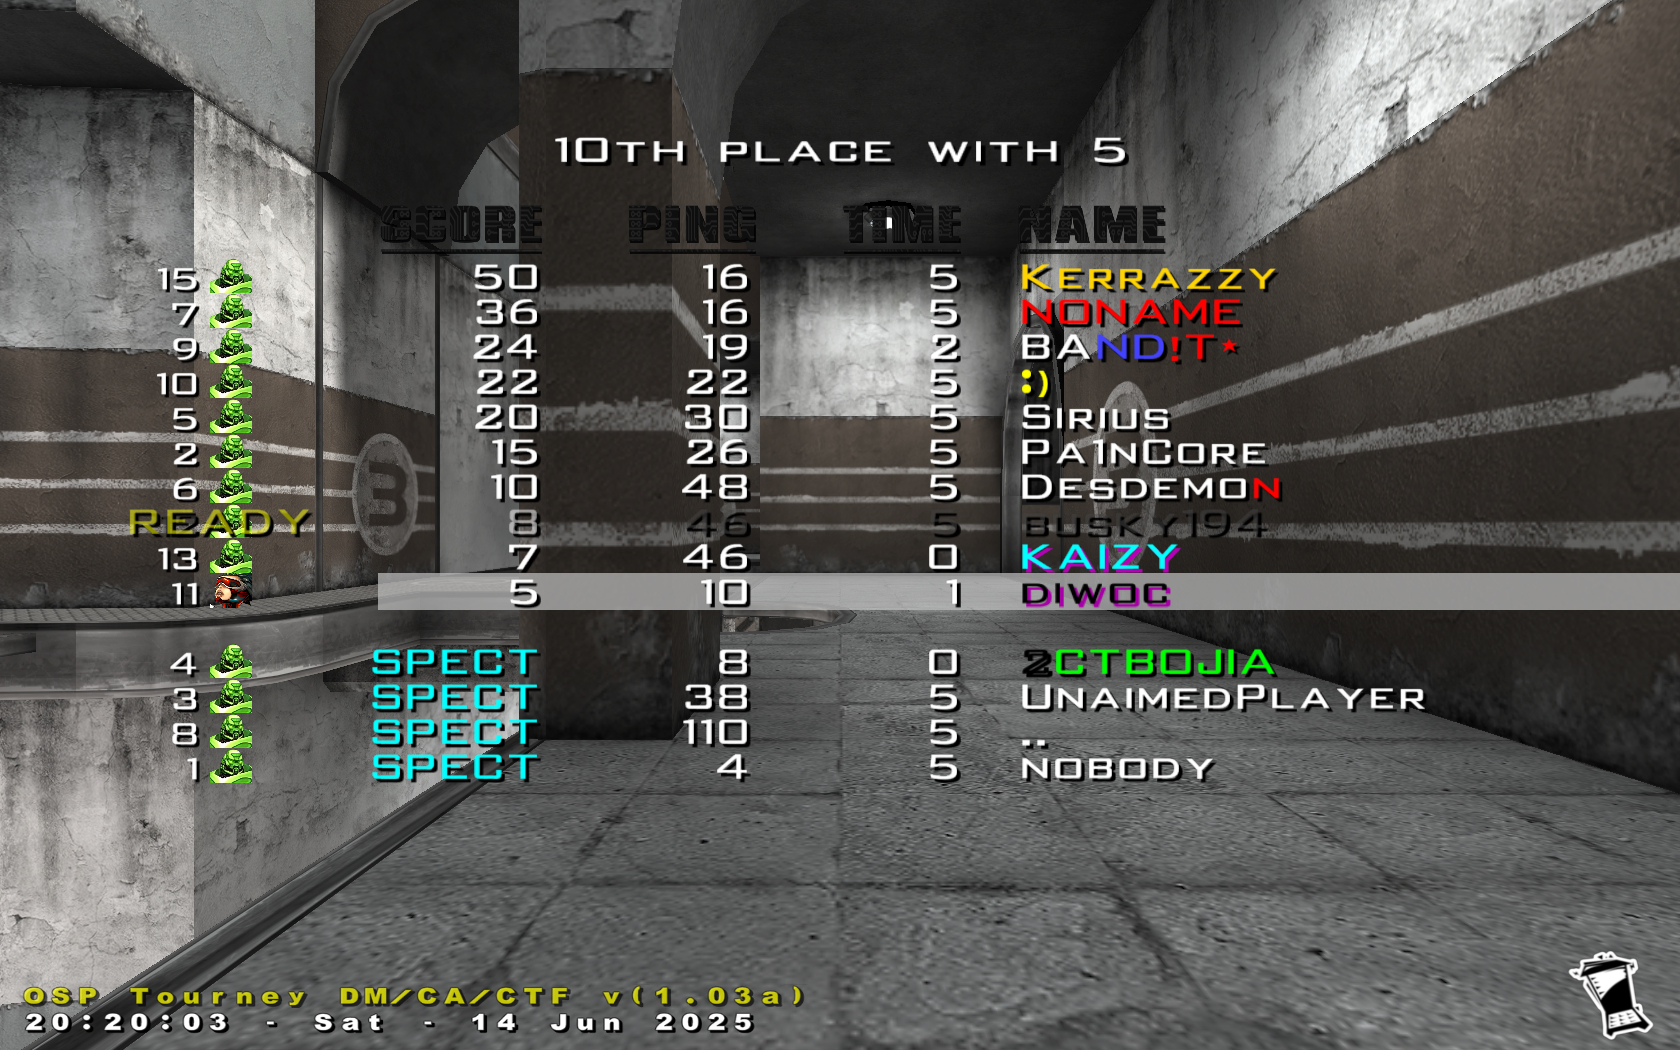 10TH PLACE WITH 5
SCORE PING TIME NAME
15 50 16 5 KERRAZZY
7 36 16 5 NONAME
9 24 19 2 BAND!T*
10 22 22 5 :)
5 20 30 5 SIRIUS
2 15 26 5 PA1NCORE
6 10 48 5 DESDEMON
READY 8 46 5 BUSKY194
13 7 46 0 KAIZY
11 5 10 1 DIWOC
4 SPECT 8 0 2CTBOJIA
3 SPECT 38 5 UNAIMEDPLAYER
8 SPECT 110 5 ..
1 SPECT 4 5 NOBODY
3
OSP Tourney DM/CA/CTF v(1.03a)
20:20:03 - Sat - 14 Jun 2025